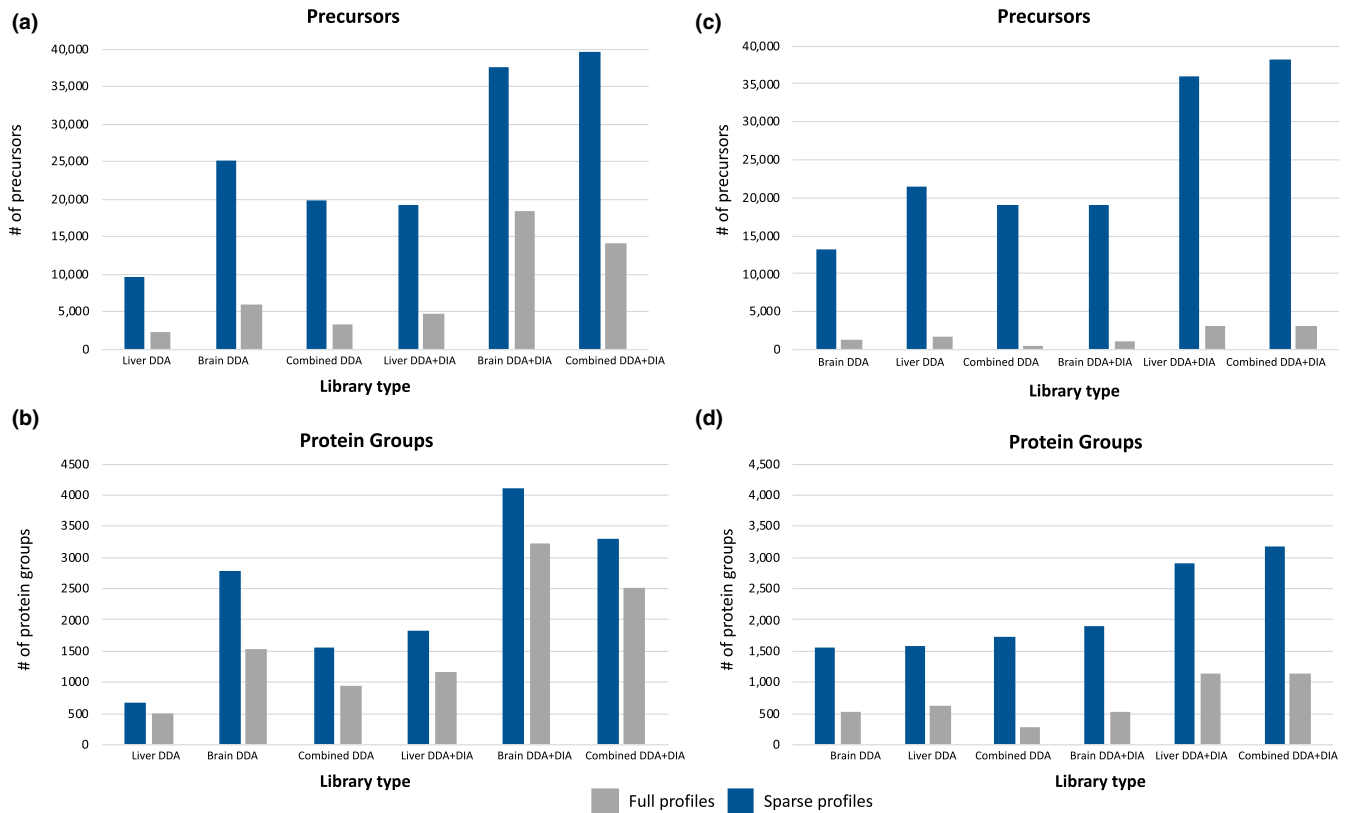 (a)
Precursors
# of precursors
40,000
35,000
30,000
25,000
20,000
15,000
10,000
5,000
0
Liver DDA
Brain DDA
Combined DDA
Liver DDA+DIA
Brain DDA+DIA
Combined DDA+DIA
Library type
(c)
Precursors
# of precursors
40,000
35,000
30,000
25,000
20,000
15,000
10,000
5,000
0
Brain DDA
Liver DDA
Combined DDA
Brain DDA+DIA
Liver DDA+DIA
Combined DDA+DIA
Library type
(b)
Protein Groups
# of protein groups
4500
4000
3500
3000
2500
2000
1500
1000
500
0
Liver DDA
Brain DDA
Combined DDA
Liver DDA+DIA
Brain DDA+DIA
Combined DDA+DIA
Library type
(d)
Protein Groups
# of protein groups
4,500
4,000
3,500
3,000
2,500
2,000
1,500
1,000
500
0
Brain DDA
Liver DDA
Combined DDA
Brain DDA+DIA
Liver DDA+DIA
Combined DDA+DIA
Library type
Full profiles
Sparse profiles